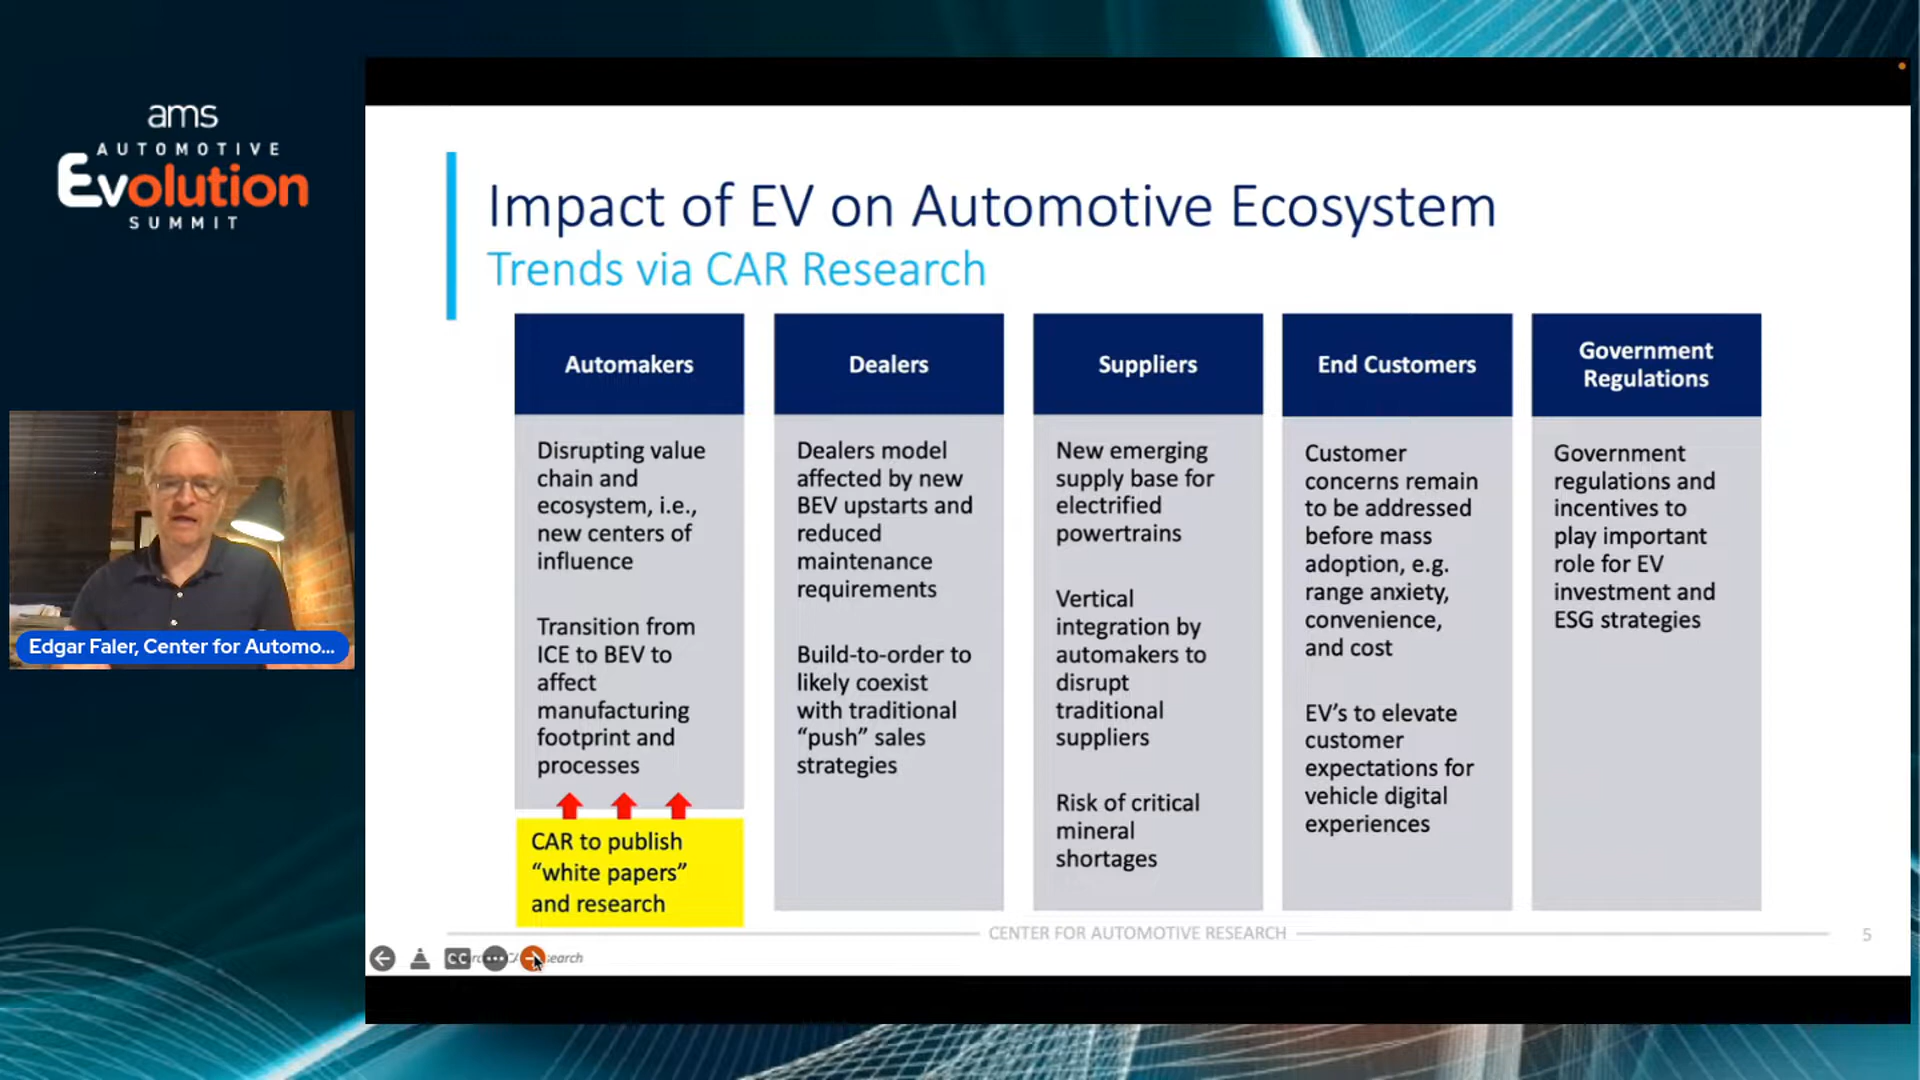 ams
AUTOMOTIVE
Evolution
SUMMIT
Edgar Faler, Center for Automo...
Impact of EV on Automotive Ecosystem
Trends via CAR Research
Automakers
Disrupting value
chain and
ecosystem, i.e.,
new centers of
influence
Transition from
ICE to BEV to
affect
manufacturing
footprint and
processes
CAR to publish
“white papers”
and research
Dealers
Dealers model
affected by new
BEV upstarts and
reduced
maintenance
requirements
Build-to-order to
likely coexist
with traditional
“push” sales
strategies
Suppliers
New emerging
supply base for
electrified
powertrains
Vertical
integration by
automakers to
disrupt
traditional
suppliers
Risk of critical
mineral
shortages
End Customers
Customer
concerns remain
to be addressed
before mass
adoption, e.g.
range anxiety,
convenience,
and cost
EV’s to elevate
customer
expectations for
vehicle digital
experiences
Government
Regulations
Government
regulations and
incentives to
play important
role for EV
investment and
ESG strategies
CENTER FOR AUTOMOTIVE RESEARCH
5
CC